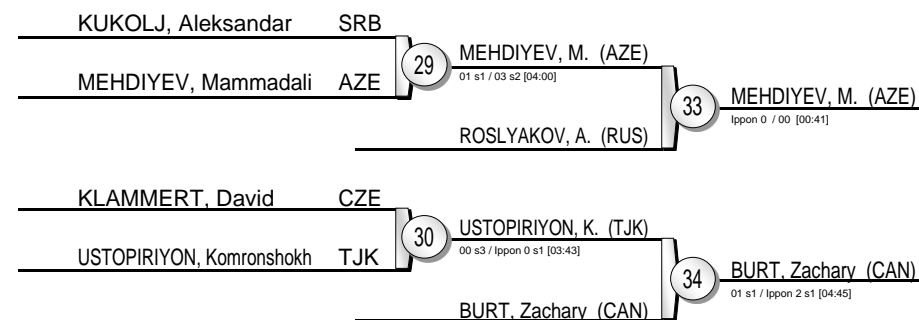 KUKOLJ, Aleksandar SRB
MEHDIYEV, Mammadali AZE
29
MEHDIYEV, M. (AZE)
01 s1 / 03 s2 [04:00]
ROSLYAKOV, A. (RUS)
33
MEHDIYEV, M. (AZE)
Ippon 0 / 00 [00:41]
KLAMMERT, David CZE
USTOPIRIYON, Komronshokh TJK
30
USTOPIRIYON, K. (TJK)
00 s3 / Ippon 0 s1 [03:43]
BURT, Zachary (CAN)
34
BURT, Zachary (CAN)
01 s1 / Ippon 2 s1 [04:45]